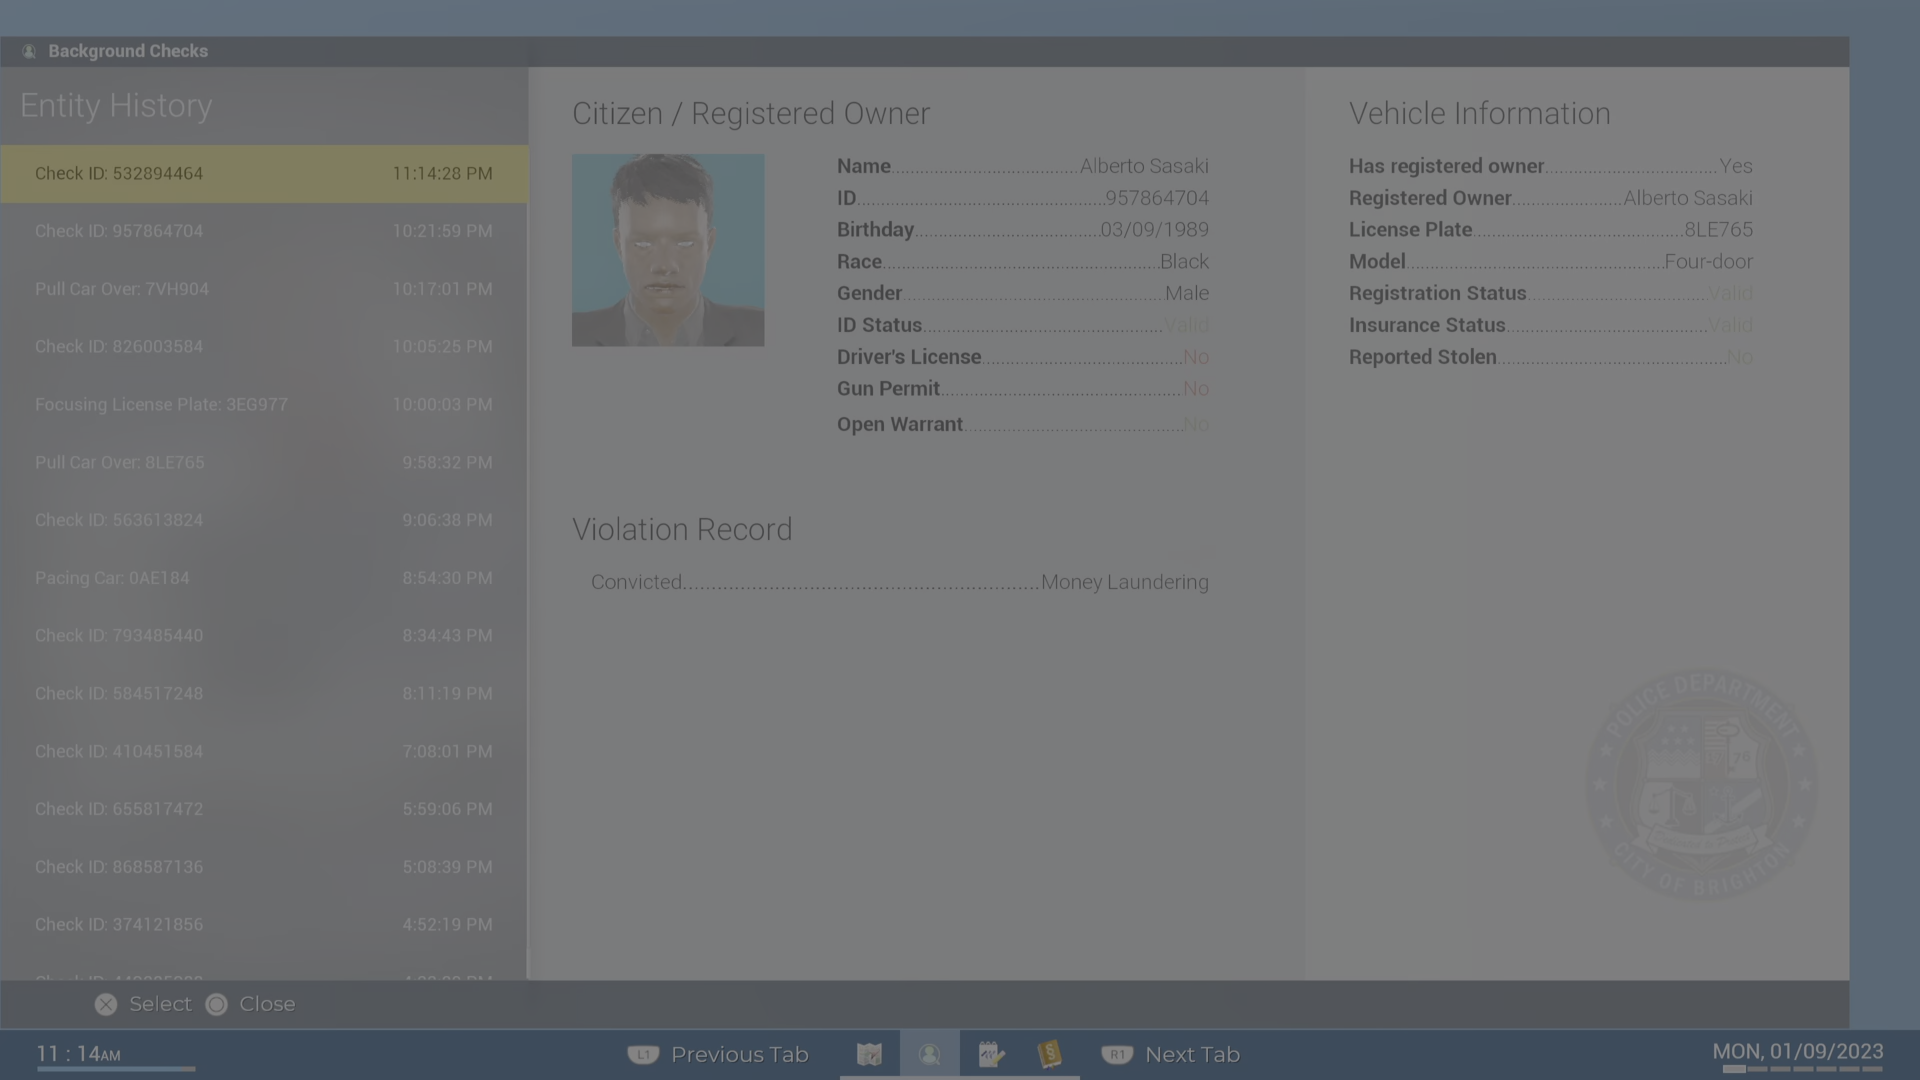 Background Checks
Entity History
Check ID: 532894464 11:14:28 PM
Check ID: 957864704 10:21:59 PM
Pull Car Over: 7VH904 10:17:01 PM
Check ID: 826003584 10:05:25 PM
Focusing License Plate: 3EG977 10:00:03 PM
Pull Car Over: 8LE765 9:58:32 PM
Check ID: 563613824 9:06:38 PM
Pacing Car: 0AE184 8:54:30 PM
Check ID: 793485440 8:34:43 PM
Check ID: 584517248 8:11:19 PM
Check ID: 410451584 7:08:01 PM
Check ID: 655817472 5:59:06 PM
Check ID: 868587136 5:08:39 PM
Check ID: 374121856 4:52:19 PM
Citizen / Registered Owner
Name Alberto Sasaki
ID 957864704
Birthday 03/09/1989
Race Black
Gender Male
ID Status Valid
Driver's License No
Gun Permit No
Open Warrant No
Violation Record
Convicted Money Laundering
Vehicle Information
Has registered owner Yes
Registered Owner Alberto Sasaki
License Plate 8LE765
Model Four-door
Registration Status Valid
Insurance Status Valid
Reported Stolen No
POLICE DEPARTMENT
1776
CITY OF BRIGHTON
Select Close
11 : 14AM
L1 Previous Tab
R1 Next Tab
MON, 01/09/2023